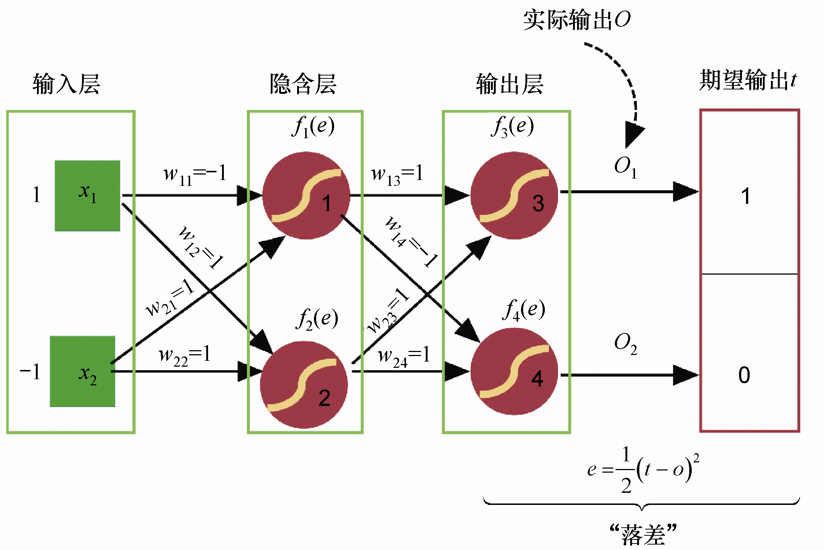 实际输出O
输入层
隐含层
输出层
期望输出t
f₁(e)
f₃(e)
1
x₁
w₁₁=−1
1
w₁₃=1
3
O₁
1
w₁₂=1
w₁₄=−1
w₂₁=1
w₂₃=1
f₂(e)
f₄(e)
−1
x₂
w₂₂=1
2
w₂₄=1
4
O₂
0
e=1/2(t−o)²
“落差”